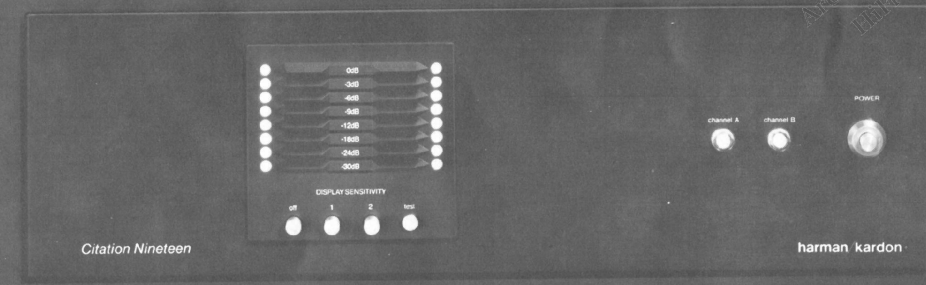 0dB
-3dB
-6dB
-9dB
-12dB
-18dB
-24dB
-30dB
DISPLAY SENSITIVITY
off 1 2 test
channel A channel B
POWER
Citation Nineteen
harman/kardon